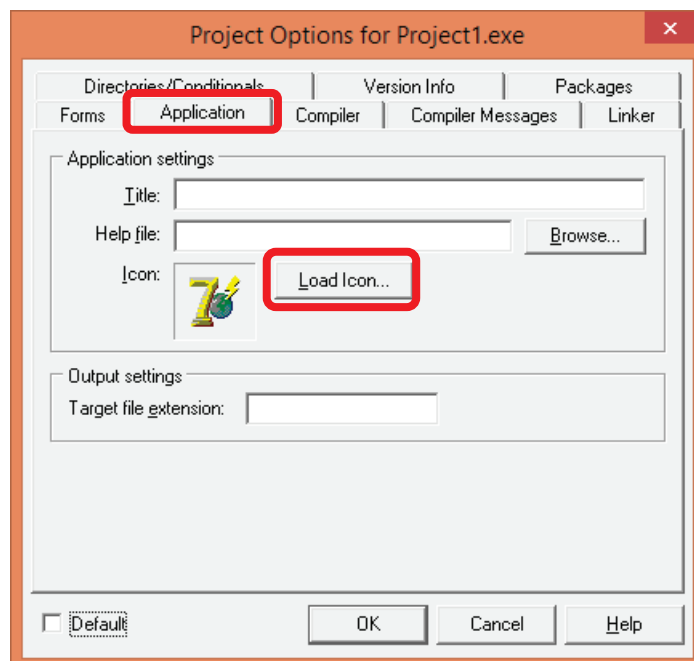 Project Options for Project1.exe
Directories/Conditionals Version Info Packages
Forms Application Compiler Compiler Messages Linker
Application settings
Title:
Help file: Browse...
Icon: Load Icon...
Output settings
Target file extension:
Default OK Cancel Help